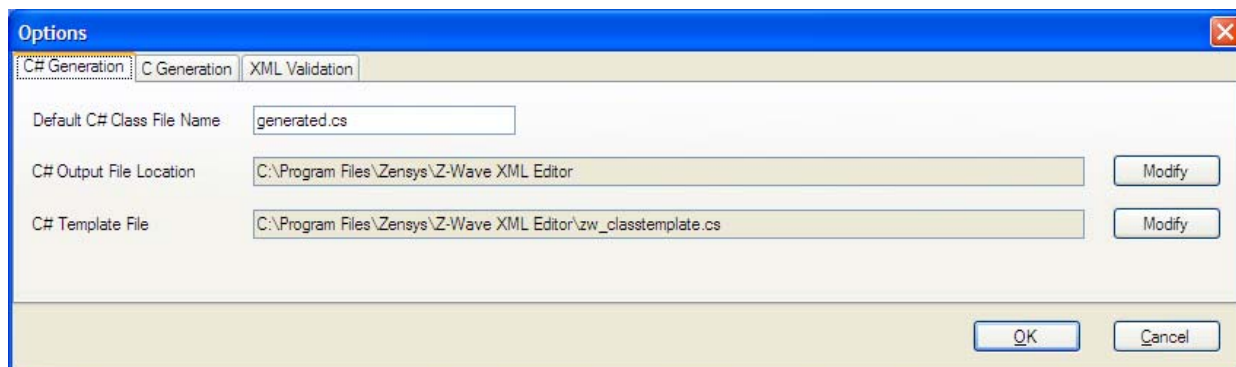 Options
C# Generation C Generation XML Validation
Default C# Class File Name generated.cs
C# Output File Location C:\Program Files\Zensys\Z-Wave XML Editor Modify
C# Template File C:\Program Files\Zensys\Z-Wave XML Editor\zw_classtemplate.cs Modify
OK Cancel